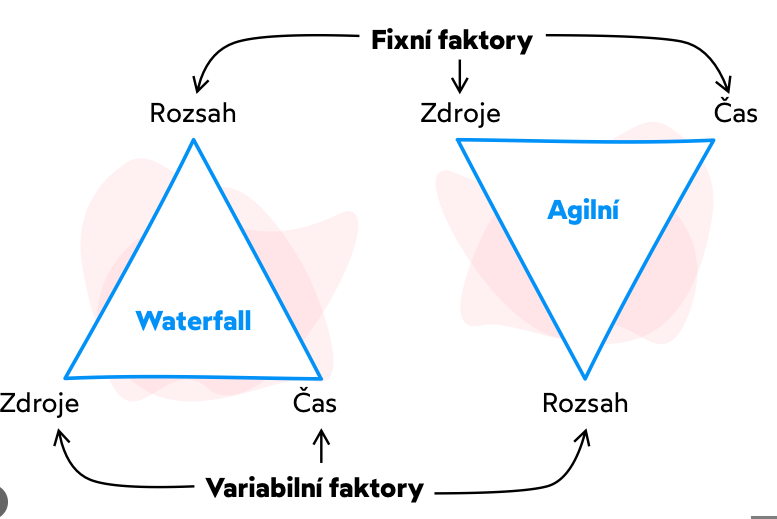 Fixní faktory
Rozsah
Zdroje
Čas
Agilní
Waterfall
Zdroje
Čas
Rozsah
Variabilní faktory